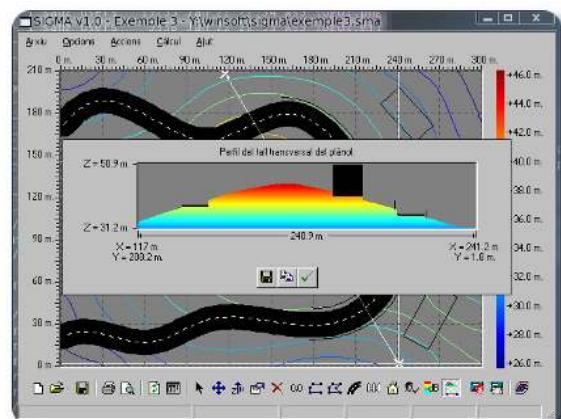 SIGMA v1.0 - Exemple 3 - Y:\winsoft\sigma\exemple3.sma
Arxiu Opcions Accions Càlcul Ajut
0 m. 30 m. 60 m. 90 m. 120 m. 150 m. 180 m. 210 m. 240 m. 270 m. 300 m.
210 m.
180 m.
150 m.
120 m.
90 m.
60 m.
30 m.
0 m.
+46.0 m.
+44.0 m.
+42.0 m.
+40.0 m.
+38.0 m.
+36.0 m.
+34.0 m.
+32.0 m.
+30.0 m.
+28.0 m.
+26.0 m.
Perfil del tall transversal del plànol
Z = 50.9 m.
Z = 31.2 m.
240.9 m.
X = 117 m.
Y = 208.2 m.
X = 241.2 m.
Y = 1.8 m.